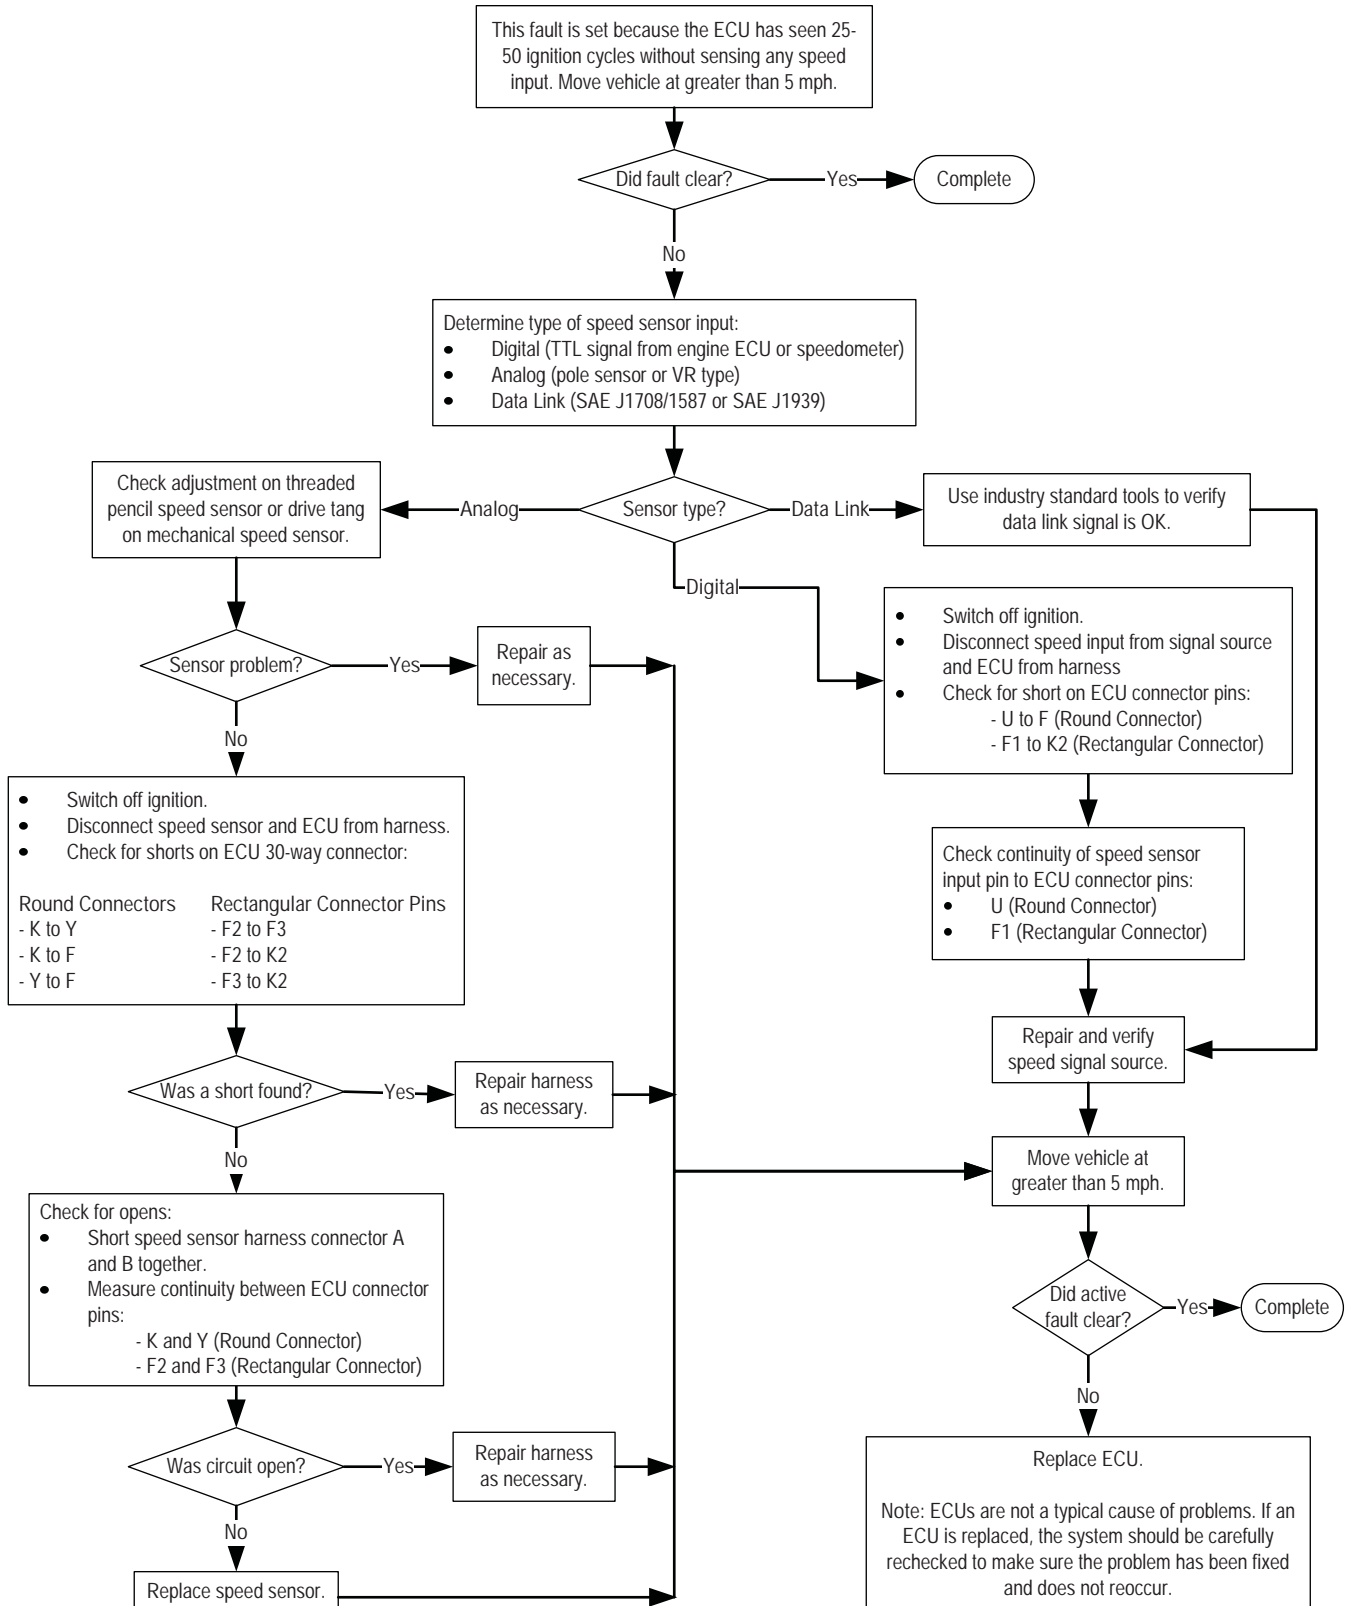 This fault is set because the ECU has seen 25-
50 ignition cycles without sensing any speed
input. Move vehicle at greater than 5 mph.
Did fault clear?
Yes
Complete
No
Determine type of speed sensor input:
● Digital (TTL signal from engine ECU or speedometer)
● Analog (pole sensor or VR type)
● Data Link (SAE J1708/1587 or SAE J1939)
Sensor type?
Analog
Data Link
Digital
Check adjustment on threaded
pencil speed sensor or drive tang
on mechanical speed sensor.
Use industry standard tools to verify
data link signal is OK.
Sensor problem?
Yes
Repair as
necessary.
No
● Switch off ignition.
● Disconnect speed input from signal source
and ECU from harness
● Check for short on ECU connector pins:
- U to F (Round Connector)
- F1 to K2 (Rectangular Connector)
● Switch off ignition.
● Disconnect speed sensor and ECU from harness.
● Check for shorts on ECU 30-way connector:
Round Connectors Rectangular Connector Pins
- K to Y - F2 to F3
- K to F - F2 to K2
- Y to F - F3 to K2
Check continuity of speed sensor
input pin to ECU connector pins:
● U (Round Connector)
● F1 (Rectangular Connector)
Repair and verify
speed signal source.
Was a short found?
Yes
Repair harness
as necessary.
No
Move vehicle at
greater than 5 mph.
Check for opens:
● Short speed sensor harness connector A
and B together.
● Measure continuity between ECU connector
pins:
- K and Y (Round Connector)
- F2 and F3 (Rectangular Connector)
Did active
fault clear?
Yes
Complete
No
Was circuit open?
Yes
Repair harness
as necessary.
No
Replace speed sensor.
Replace ECU.
Note: ECUs are not a typical cause of problems. If an
ECU is replaced, the system should be carefully
rechecked to make sure the problem has been fixed
and does not reoccur.